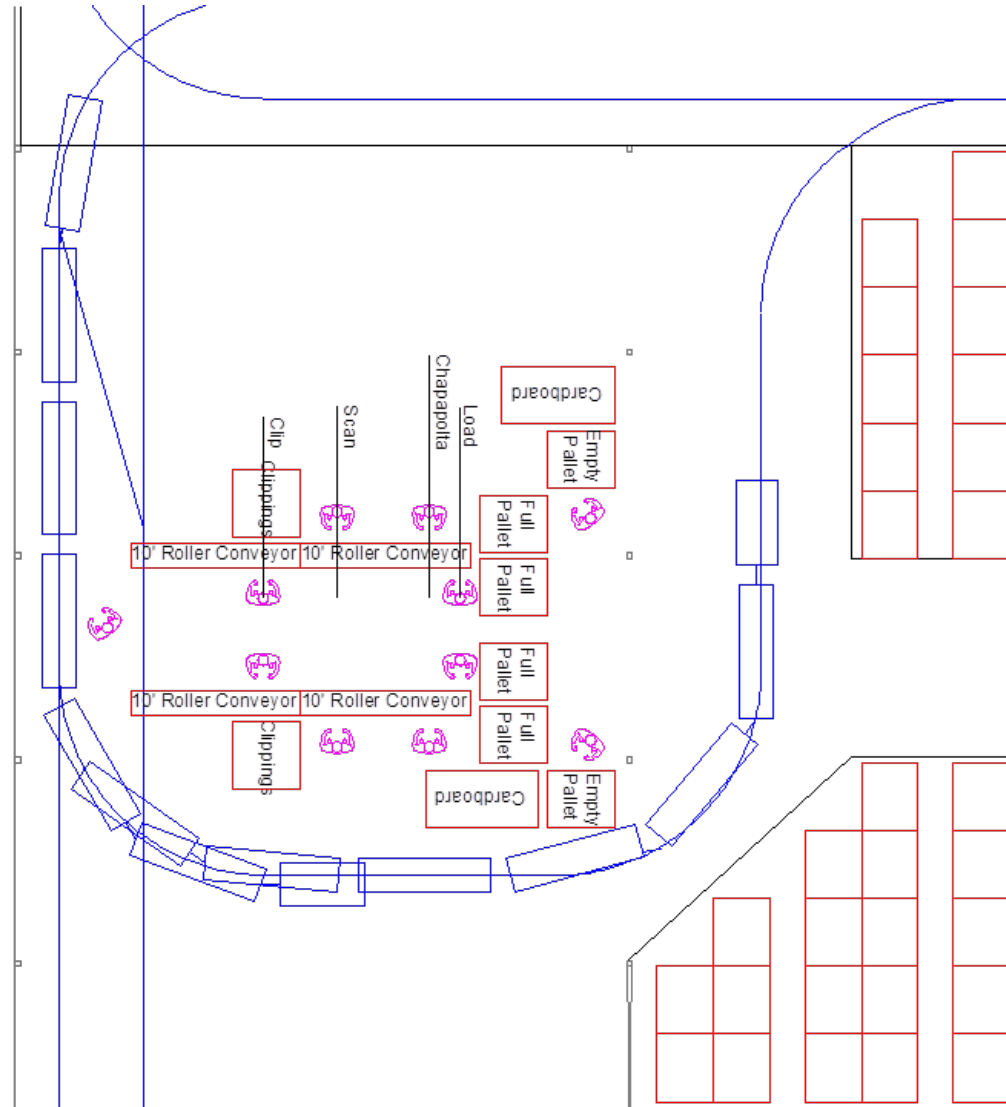 Cardboard
Chapapolta
Load
Scan
Clip
Clippings
Empty
Pallet
Full
Pallet
10' Roller Conveyor
10' Roller Conveyor
Full
Pallet
Full
Pallet
10' Roller Conveyor
10' Roller Conveyor
Full
Pallet
Clippings
Cardboard
Empty
Pallet